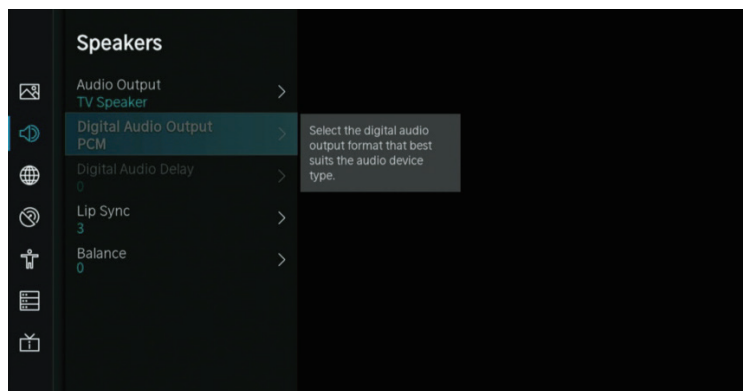 Speakers
Audio Output
TV Speaker
Digital Audio Output
PCM
Select the digital audio
output format that best
suits the audio device
type.
Digital Audio Delay
0
Lip Sync
3
Balance
0